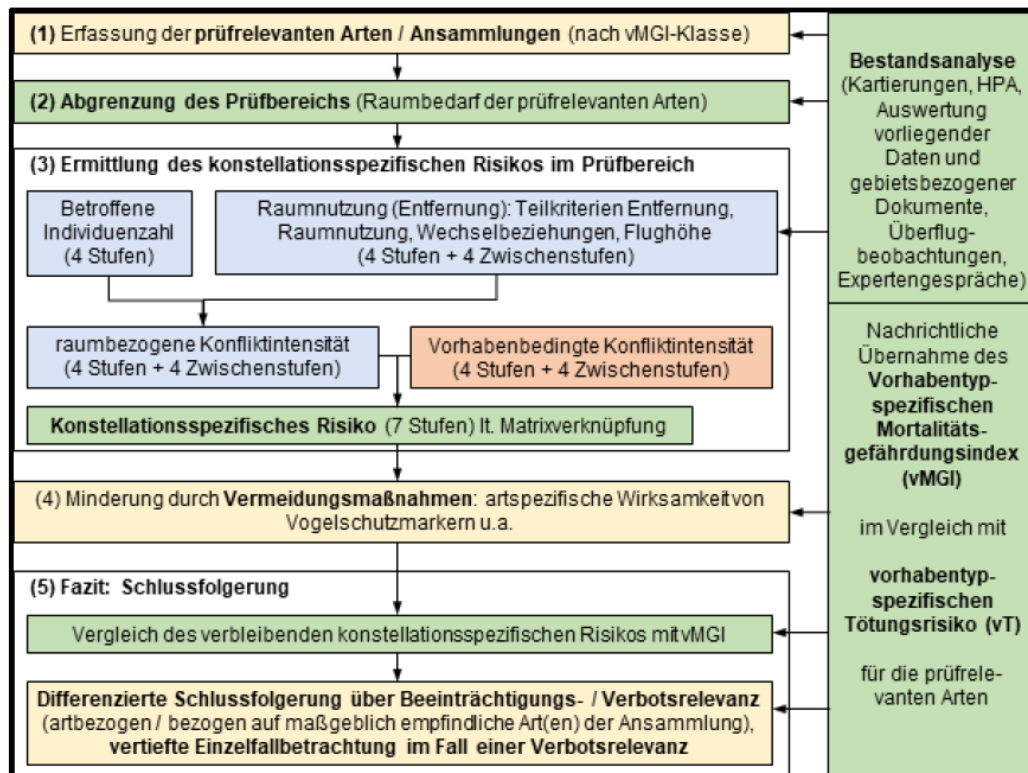 (1) Erfassung der prüfrelevanten Arten / Ansammlungen (nach vMGI-Klasse)
(2) Abgrenzung des Prüfbereichs (Raumbedarf der prüfrelevanten Arten)
(3) Ermittlung des konstellationsspezifischen Risikos im Prüfbereich
Betroffene
Individuenzahl
(4 Stufen)
Raumnutzung (Entfernung): Teilkriterien Entfernung,
Raumnutzung, Wechselbeziehungen, Flughöhe
(4 Stufen + 4 Zwischenstufen)
raumbezogene Konfliktintensität
(4 Stufen + 4 Zwischenstufen)
Vorhabenbedingte Konfliktintensität
(4 Stufen + 4 Zwischenstufen)
Konstellationsspezifisches Risiko (7 Stufen) lt. Matrixverknüpfung
(4) Minderung durch Vermeidungsmaßnahmen: artspezifische Wirksamkeit von
Vogelschutzmarkern u.a.
(5) Fazit: Schlussfolgerung
Vergleich des verbleibenden konstellationsspezifischen Risikos mit vMGI
Differenzierte Schlussfolgerung über Beeinträchtigungs- / Verbotsrelevanz
(artbezogen / bezogen auf maßgeblich empfindliche Art(en) der Ansammlung),
vertiefte Einzelfallbetrachtung im Fall einer Verbotsrelevanz
Bestandsanalyse
(Kartierungen, HPA,
Auswertung
vorliegender
Daten und
gebietsbezogener
Dokumente,
Überflug-
beobachtungen,
Expertengespräche)
Nachrichtliche
Übernahme des
Vorhabentyp-
spezifischen
Mortalitäts-
gefährdungsindex
(vMGI)
im Vergleich mit
vorhabentyp-
spezifischen
Tötungsrisiko (vT)
für die prüfrele-
vanten Arten